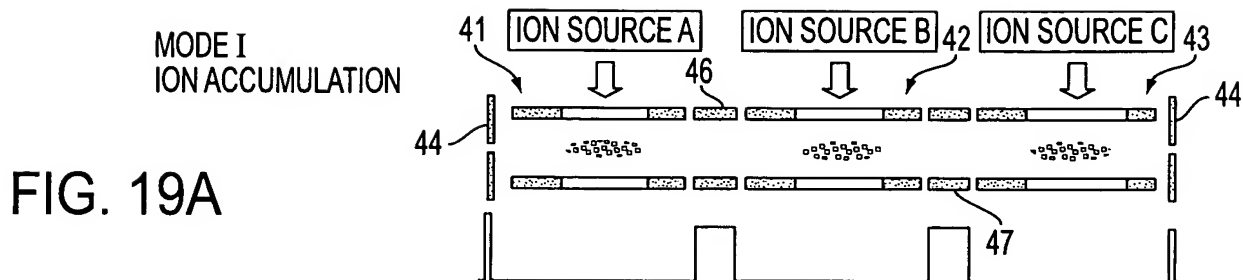 MODE I
ION ACCUMULATION
41
ION SOURCE A
ION SOURCE B
42
ION SOURCE C
43
46
44
44
47
FIG. 19A